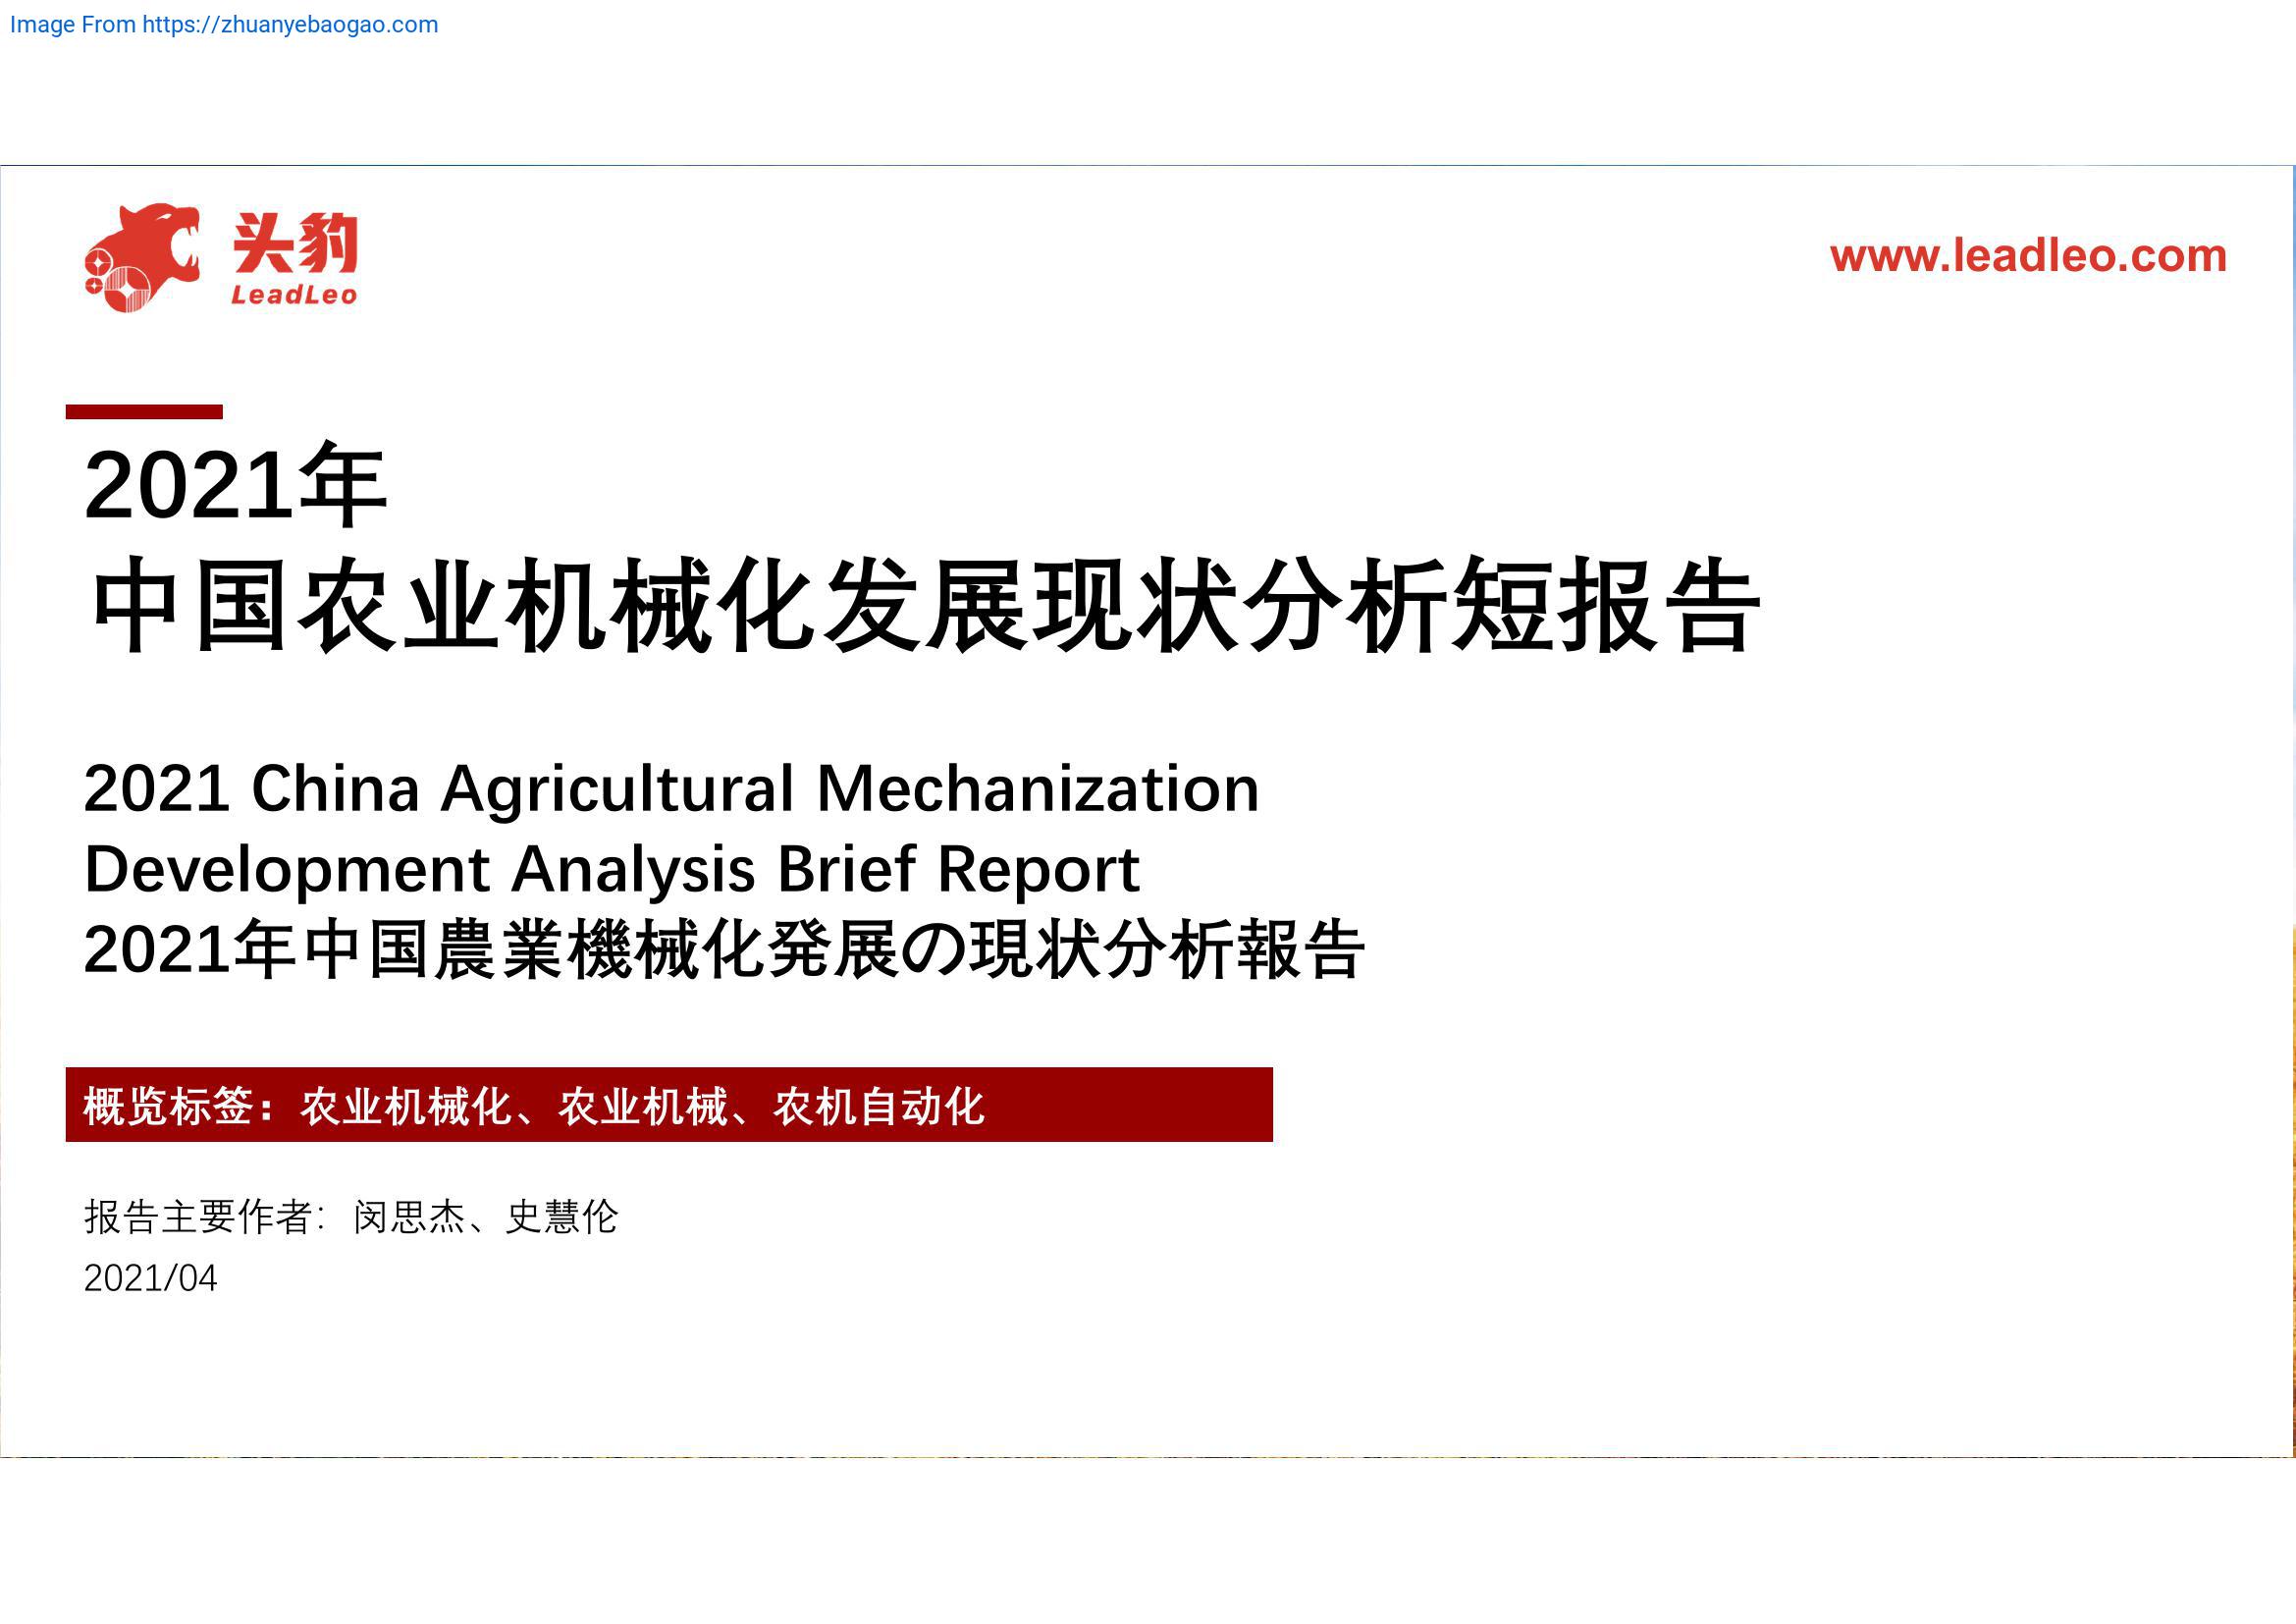 Image From https://zhuanyebaogao.com
头豹
LeadLeo
www.leadleo.com
2021年
中国农业机械化发展现状分析短报告
2021 China Agricultural Mechanization
Development Analysis Brief Report
2021年中国農業機械化発展の現状分析報告
概览标签：农业机械化、农业机械、农机自动化
报告主要作者：闵思杰、史慧伦
2021/04